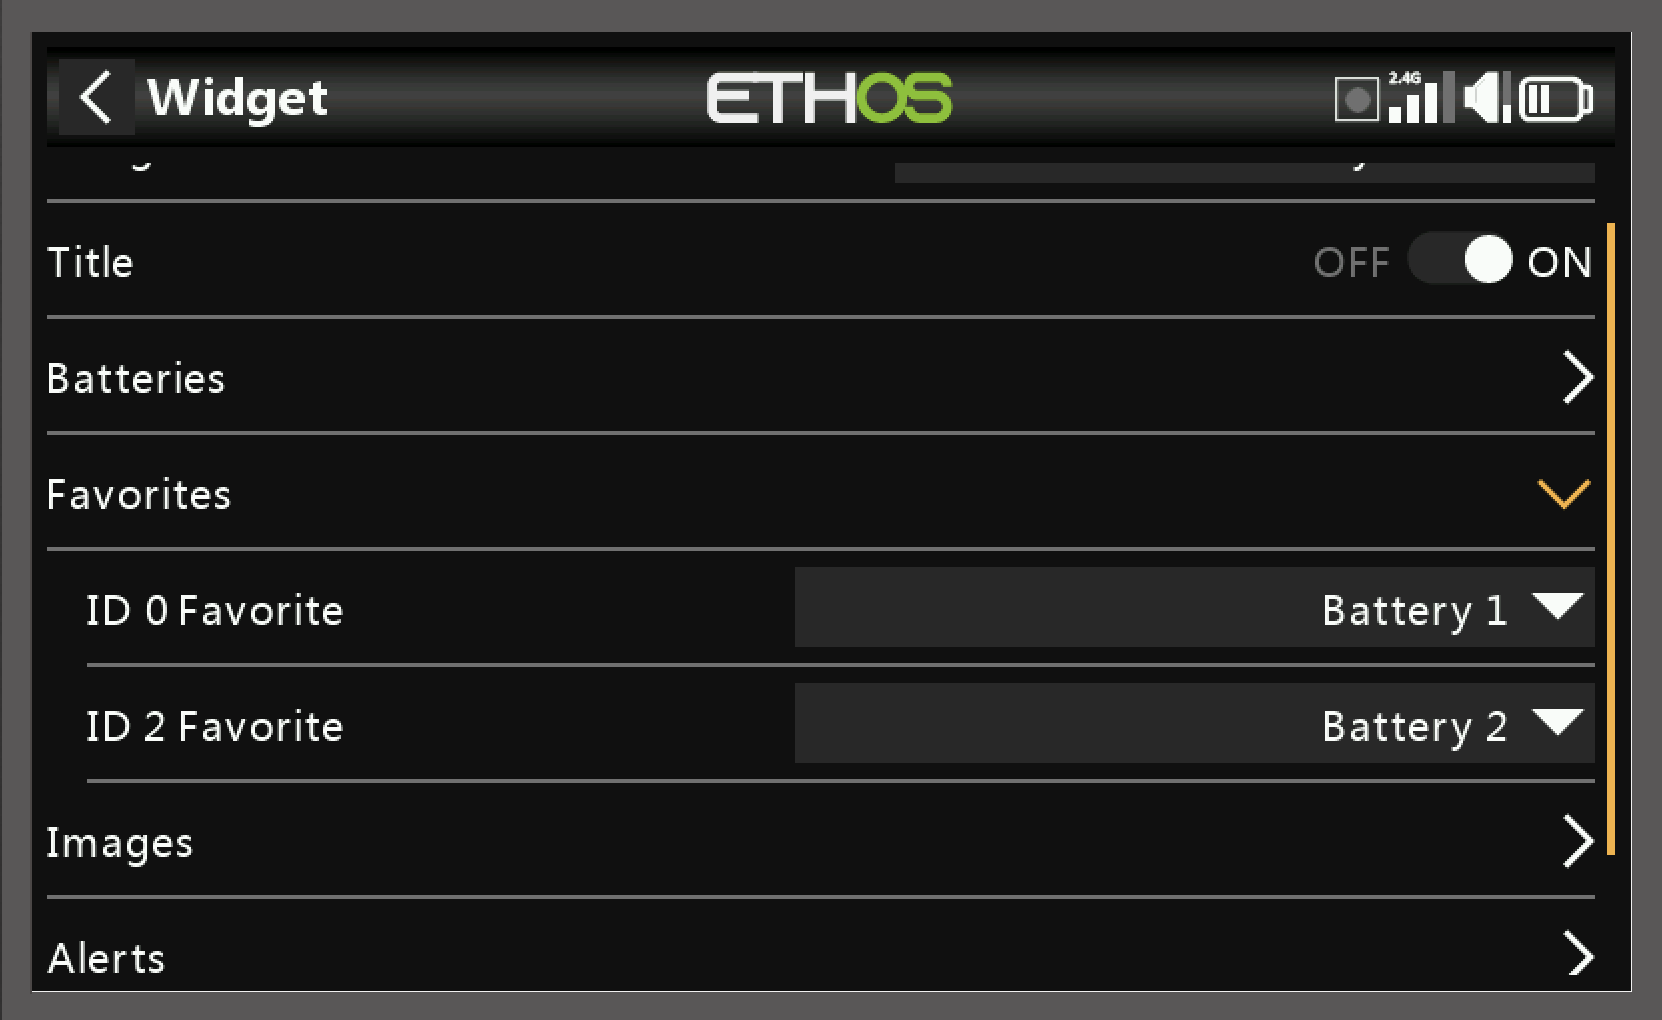 Widget
ETHOS
2.4G
Title
OFF ON
Batteries
Favorites
ID 0 Favorite Battery 1
ID 2 Favorite Battery 2
Images
Alerts